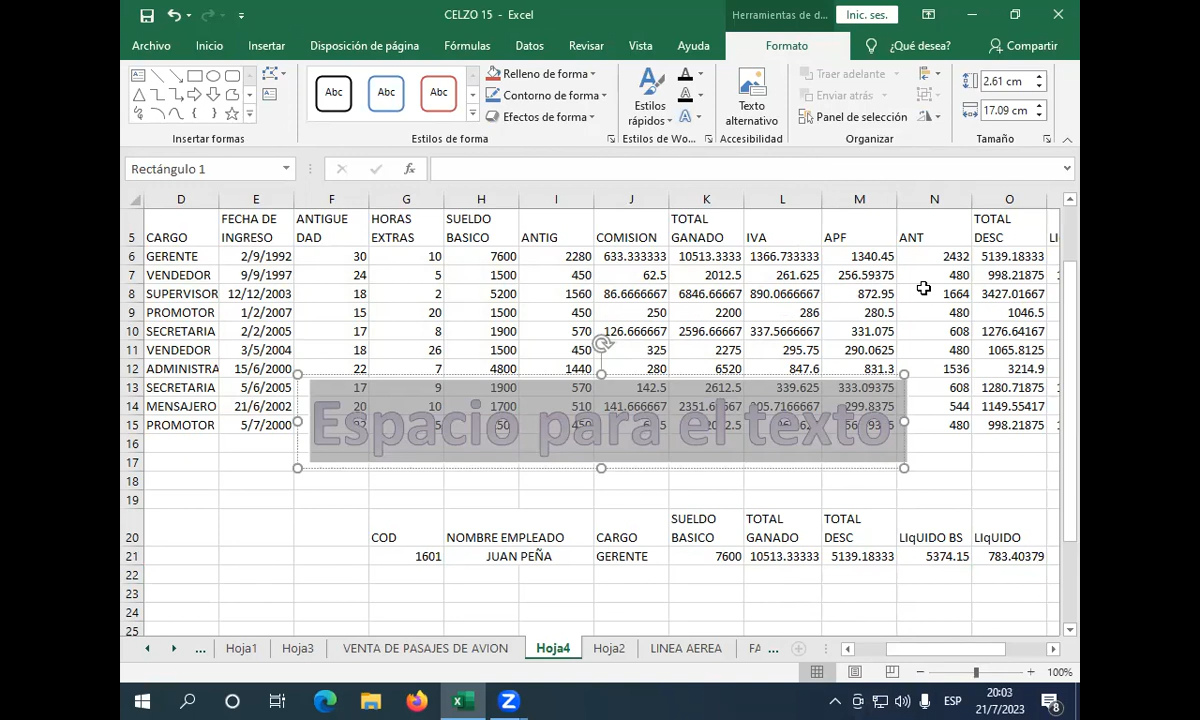 CELZO 15 - Excel
Herramientas de d...
Inic. ses.
Archivo Inicio Insertar Disposición de página Fórmulas Datos Revisar Vista Ayuda Formato ¿Qué desea? Compartir
Abc Abc Abc
Relleno de forma
Contorno de forma
Efectos de forma
Estilos rápidos
Texto alternativo
Traer adelante
Enviar atrás
Panel de selección
2.61 cm
17.09 cm
Insertar formas Estilos de forma Estilos de Wo... Accesibilidad Organizar Tamaño
Rectángulo 1 fx
D E F G H I J K L M N O
5 CARGO FECHA DE INGRESO ANTIGUE DAD HORAS EXTRAS SUELDO BASICO ANTIG COMISION TOTAL GANADO IVA APF ANT TOTAL DESC LI
6 GERENTE 2/9/1992 30 10 7600 2280 633.333333 10513.3333 1366.733333 1340.45 2432 5139.18333
7 VENDEDOR 9/9/1997 24 5 1500 450 62.5 2012.5 261.625 256.59375 480 998.21875
8 SUPERVISOR 12/12/2003 18 2 5200 1560 86.6666667 6846.66667 890.0666667 872.95 1664 3427.01667
9 PROMOTOR 1/2/2007 15 20 1500 450 250 2200 286 280.5 480 1046.5
10 SECRETARIA 2/2/2005 17 8 1900 570 126.666667 2596.66667 337.5666667 331.075 608 1276.64167
11 VENDEDOR 3/5/2004 18 26 1500 450 325 2275 295.75 290.0625 480 1065.8125
12 ADMINISTRA 15/6/2000 22 7 4800 1440 280 6520 847.6 831.3 1536 3214.9
13 SECRETARIA 5/6/2005 17 9 1900 570 142.5 2612.5 339.625 333.09375 608 1280.71875
14 MENSAJERO 21/6/2002 20 10 1700 510 141.666667 299.8375 544 1149.55417
15 PROMOTOR 5/7/2000 480 998.21875
Espacio para el texto
16
17
18
19
20 COD NOMBRE EMPLEADO CARGO SUELDO BASICO TOTAL GANADO TOTAL DESC LIqUIDO BS LIqUIDO
21 1601 JUAN PEÑA GERENTE 7600 10513.33333 5139.18333 5374.15 783.40379
22
23
24
25
... Hoja1 Hoja3 VENTA DE PASAJES DE AVION Hoja4 Hoja2 LINEA AEREA FA ...
100%
ESP
20:03
21/7/2023
8